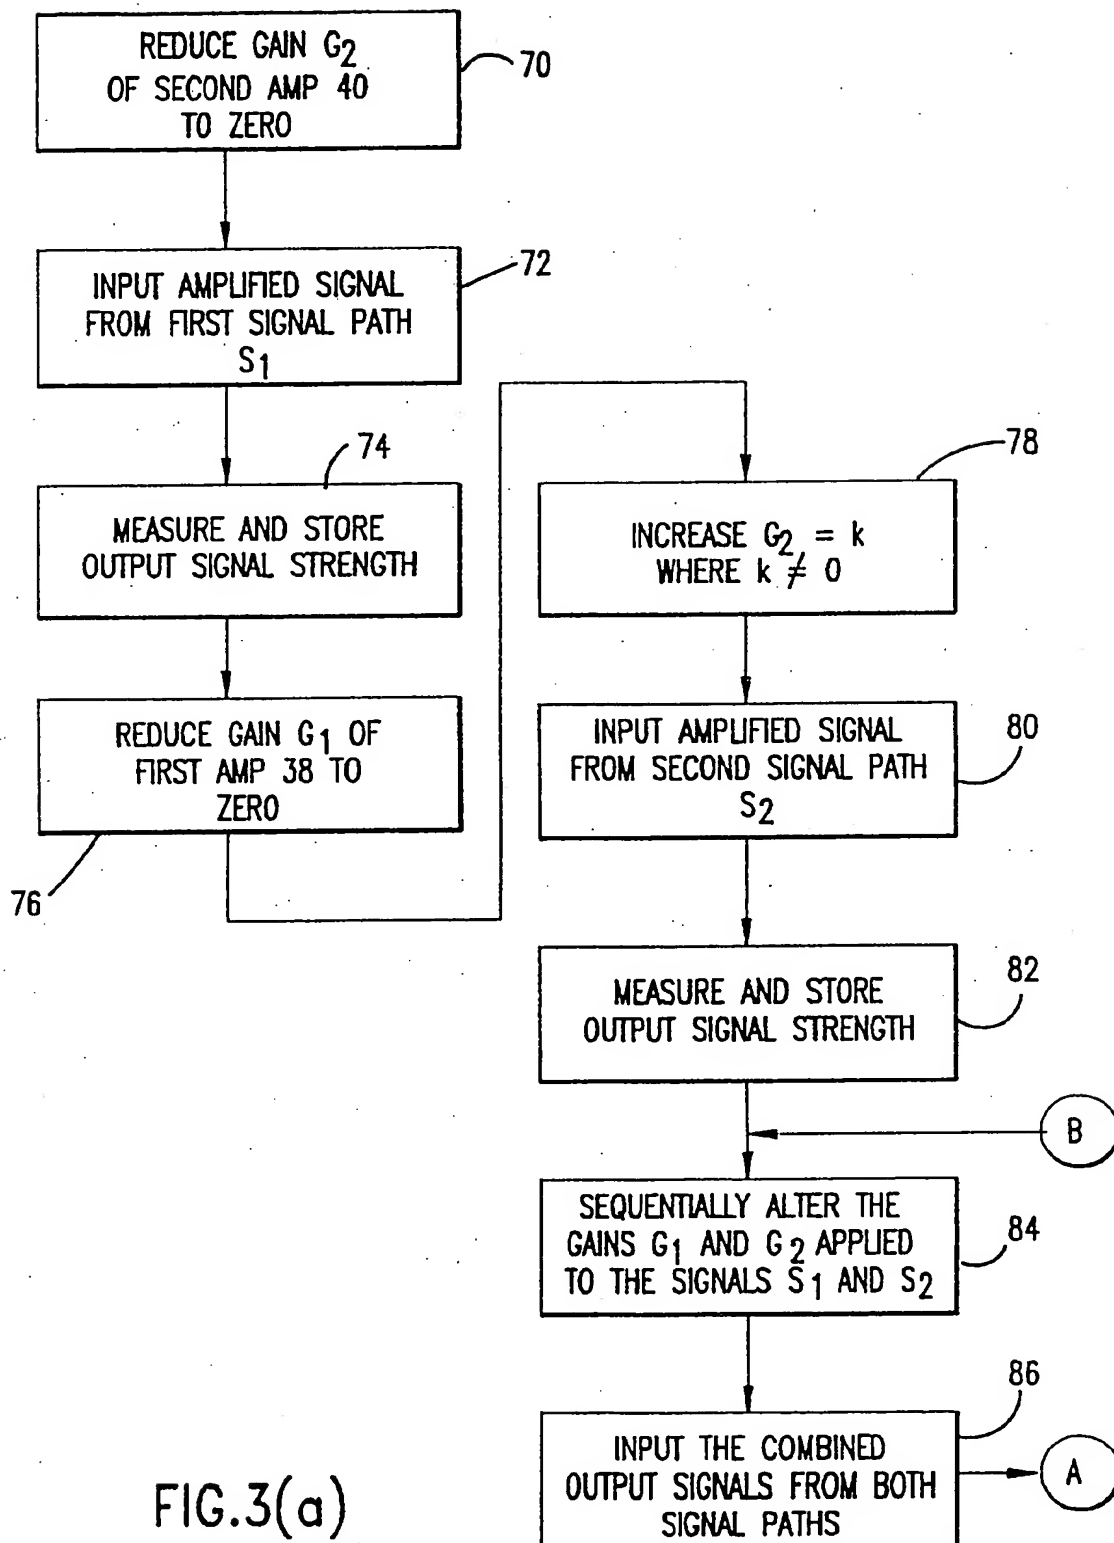 REDUCE GAIN G2
OF SECOND AMP 40
TO ZERO
70
INPUT AMPLIFIED SIGNAL
FROM FIRST SIGNAL PATH
S1
72
74
MEASURE AND STORE
OUTPUT SIGNAL STRENGTH
REDUCE GAIN G1 OF
FIRST AMP 38 TO
ZERO
76
78
INCREASE G2 = k
WHERE k ≠ 0
INPUT AMPLIFIED SIGNAL
FROM SECOND SIGNAL PATH
S2
80
MEASURE AND STORE
OUTPUT SIGNAL STRENGTH
82
B
SEQUENTIALLY ALTER THE
GAINS G1 AND G2 APPLIED
TO THE SIGNALS S1 AND S2
84
86
INPUT THE COMBINED
OUTPUT SIGNALS FROM BOTH
SIGNAL PATHS
A
FIG.3(a)